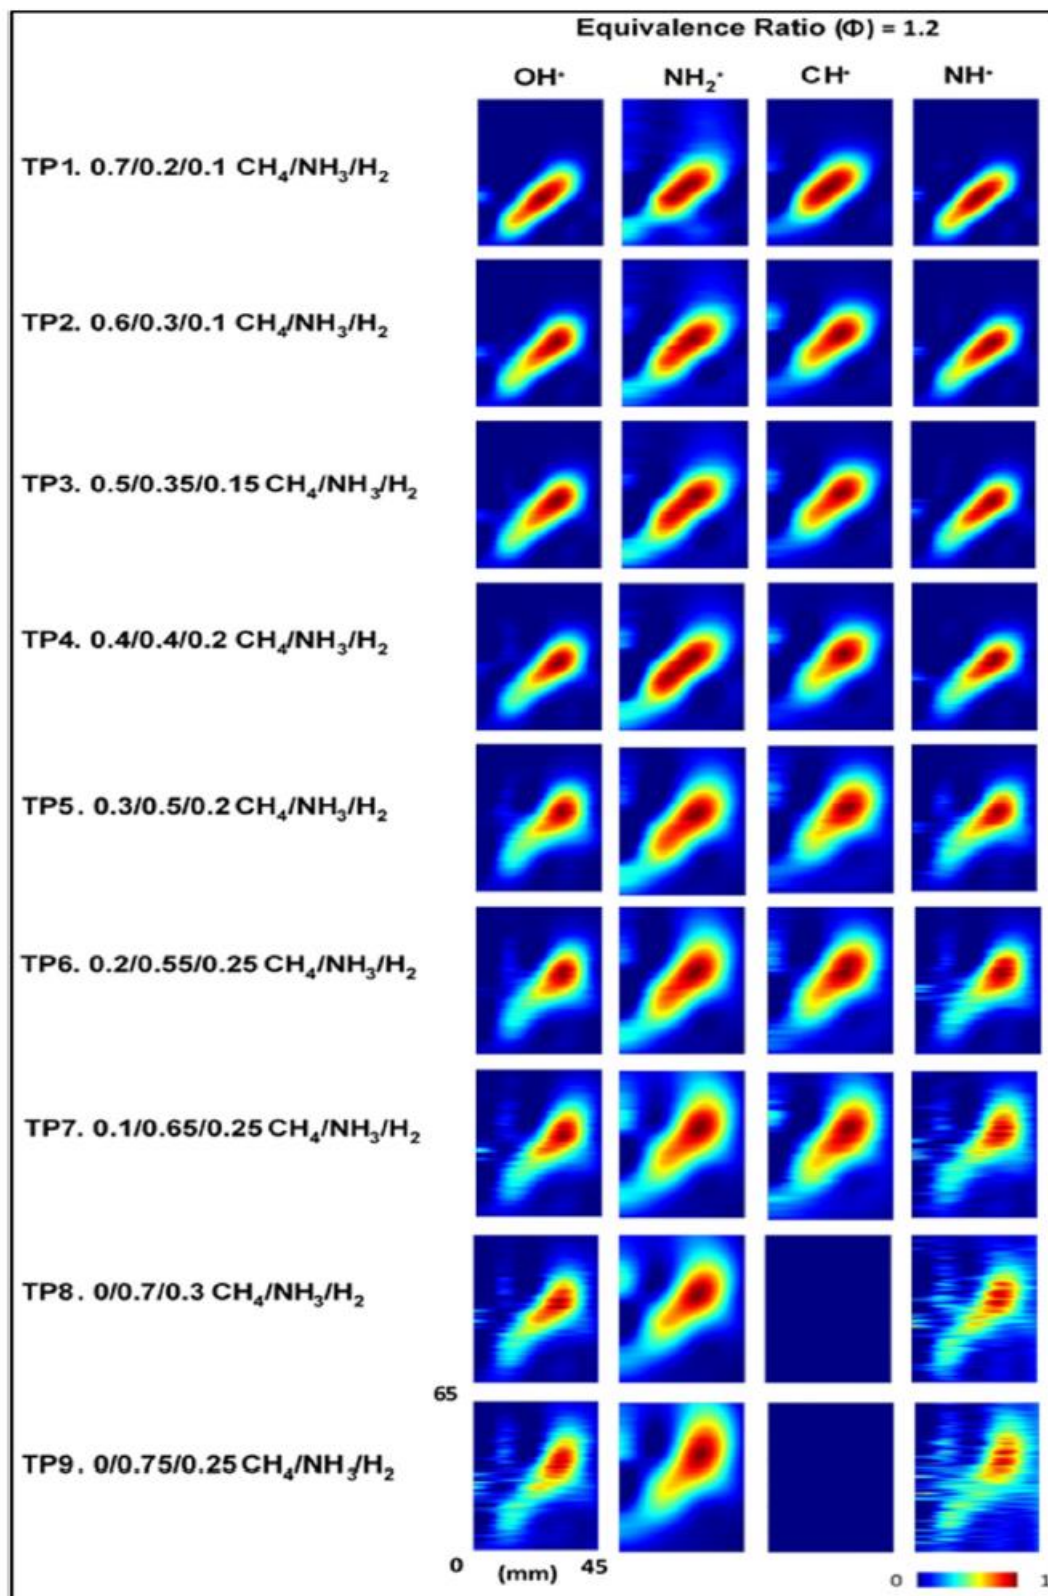 Equivalence Ratio (Φ) = 1.2
OH• NH₂• CH• NH•
TP1. 0.7/0.2/0.1 CH₄/NH₃/H₂
TP2. 0.6/0.3/0.1 CH₄/NH₃/H₂
TP3. 0.5/0.35/0.15 CH₄/NH₃/H₂
TP4. 0.4/0.4/0.2 CH₄/NH₃/H₂
TP5. 0.3/0.5/0.2 CH₄/NH₃/H₂
TP6. 0.2/0.55/0.25 CH₄/NH₃/H₂
TP7. 0.1/0.65/0.25 CH₄/NH₃/H₂
TP8. 0/0.7/0.3 CH₄/NH₃/H₂
65
TP9. 0/0.75/0.25 CH₄/NH₃/H₂
0 (mm) 45
0 1